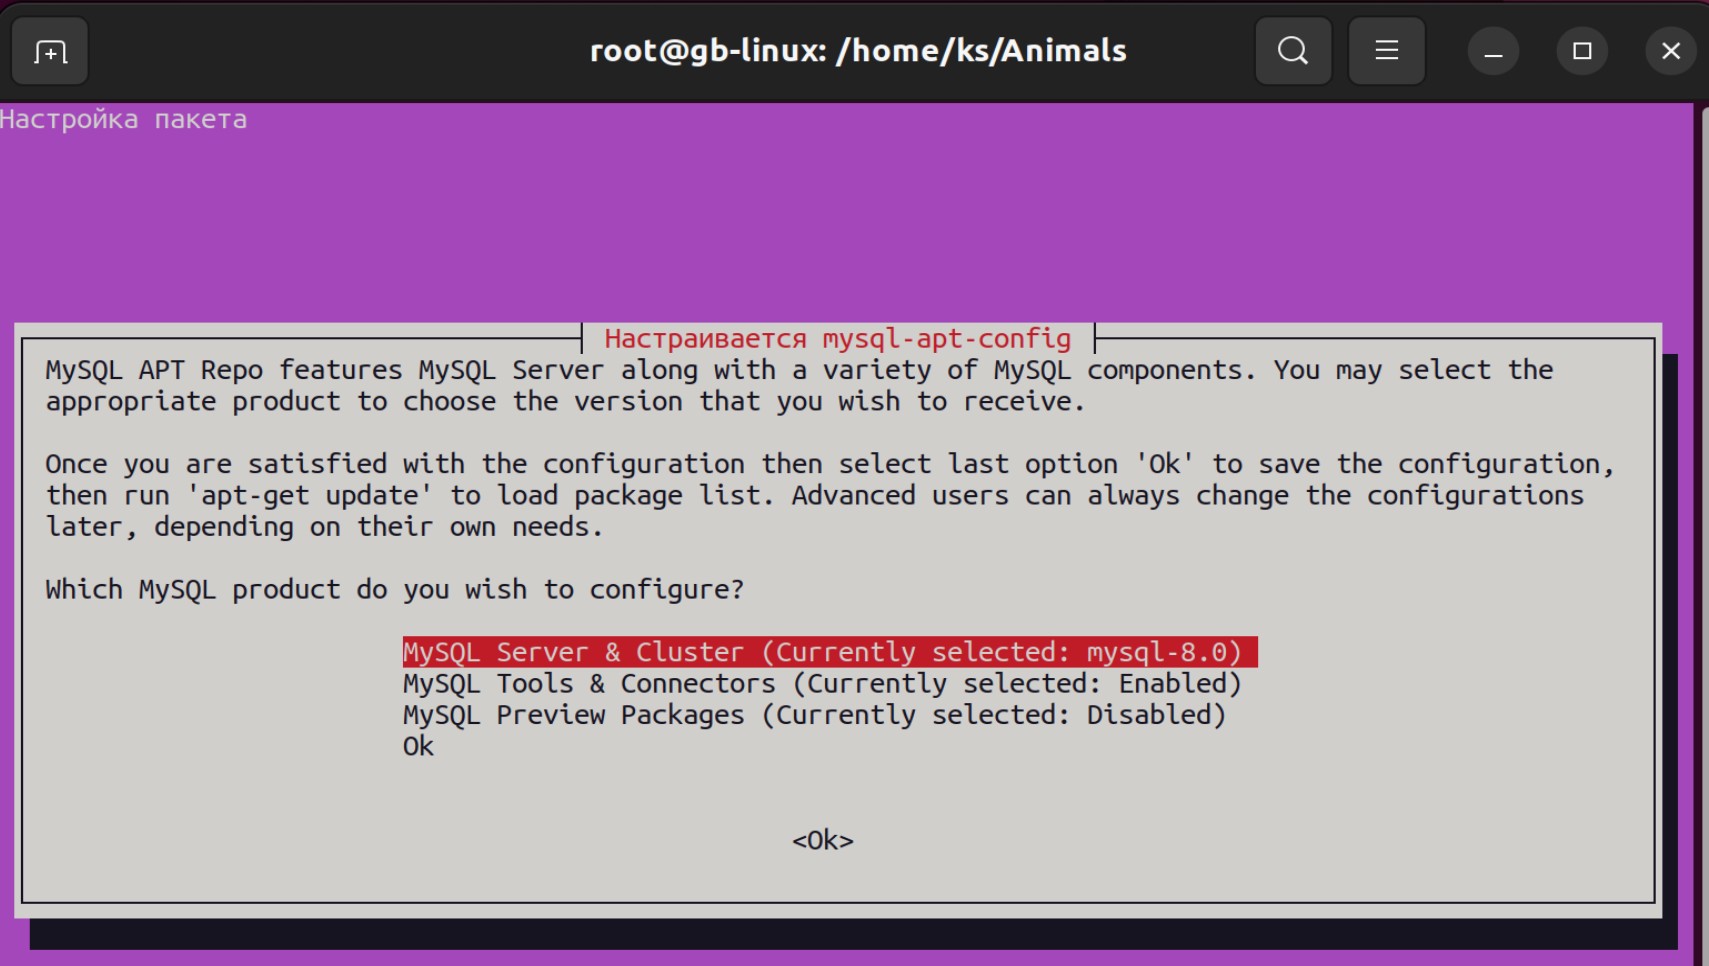 root@gb-linux: /home/ks/Animals
Настройка пакета
Настраивается mysql-apt-config
MySQL APT Repo features MySQL Server along with a variety of MySQL components. You may select the
appropriate product to choose the version that you wish to receive.
Once you are satisfied with the configuration then select last option 'Ok' to save the configuration,
then run 'apt-get update' to load package list. Advanced users can always change the configurations
later, depending on their own needs.
Which MySQL product do you wish to configure?
MySQL Server & Cluster (Currently selected: mysql-8.0)
MySQL Tools & Connectors (Currently selected: Enabled)
MySQL Preview Packages (Currently selected: Disabled)
Ok
<Ok>